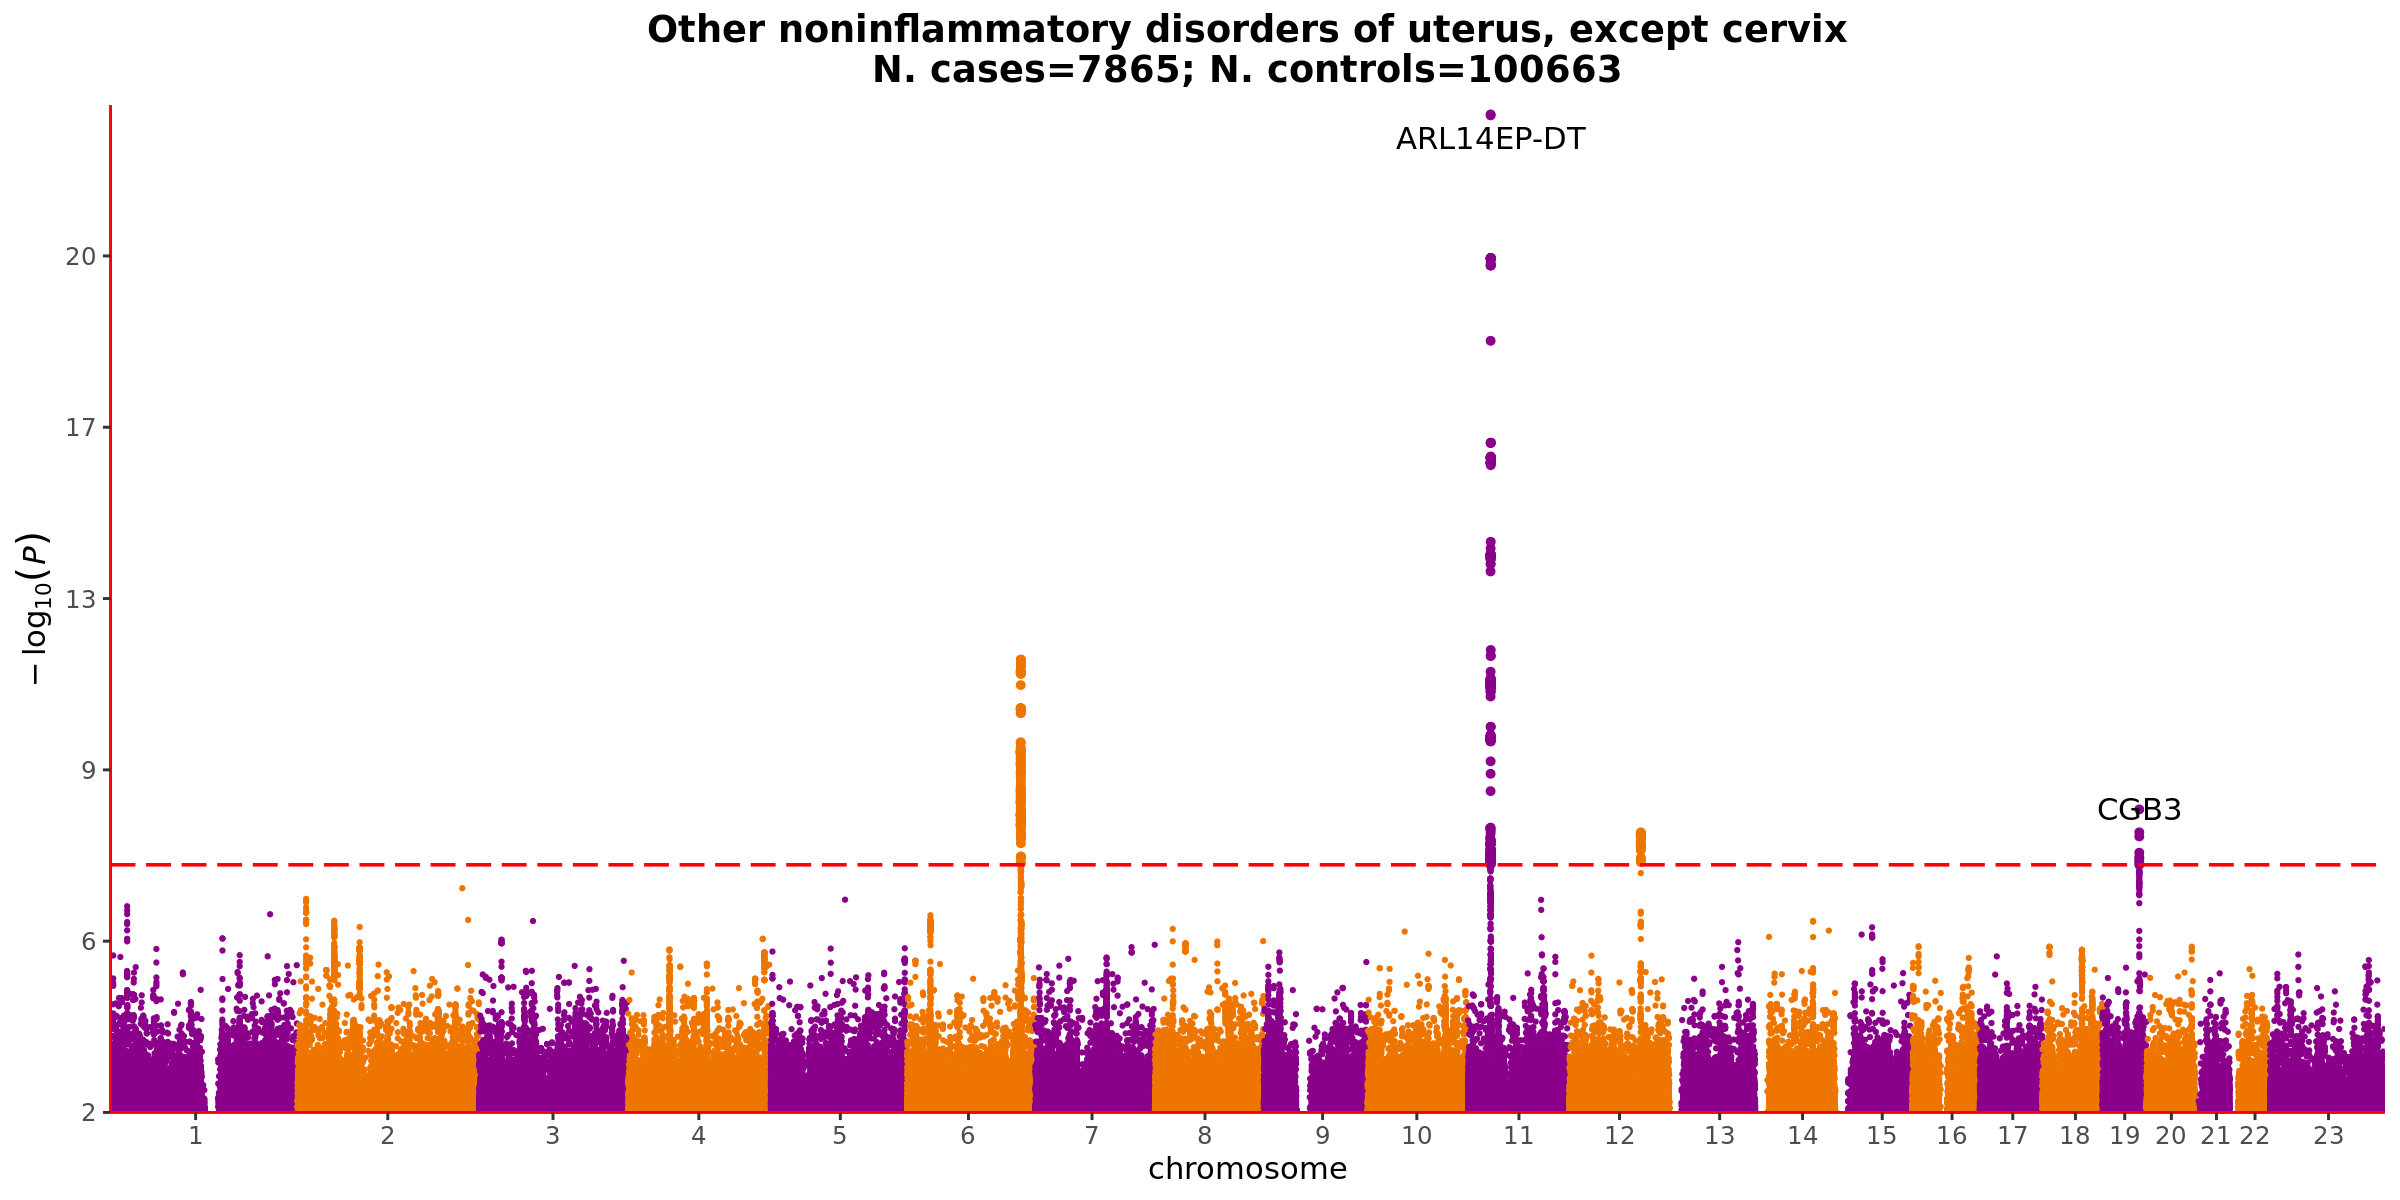 Other noninflammatory disorders of uterus, except cervix
N. cases=7865; N. controls=100663
ARL14EP-DT
20
17
13
9
6
2
−log10(P)
CGB3
1 2 3 4 5 6 7 8 9 10 11 12 13 14 15 16 17 18 19 20 21 22 23
chromosome